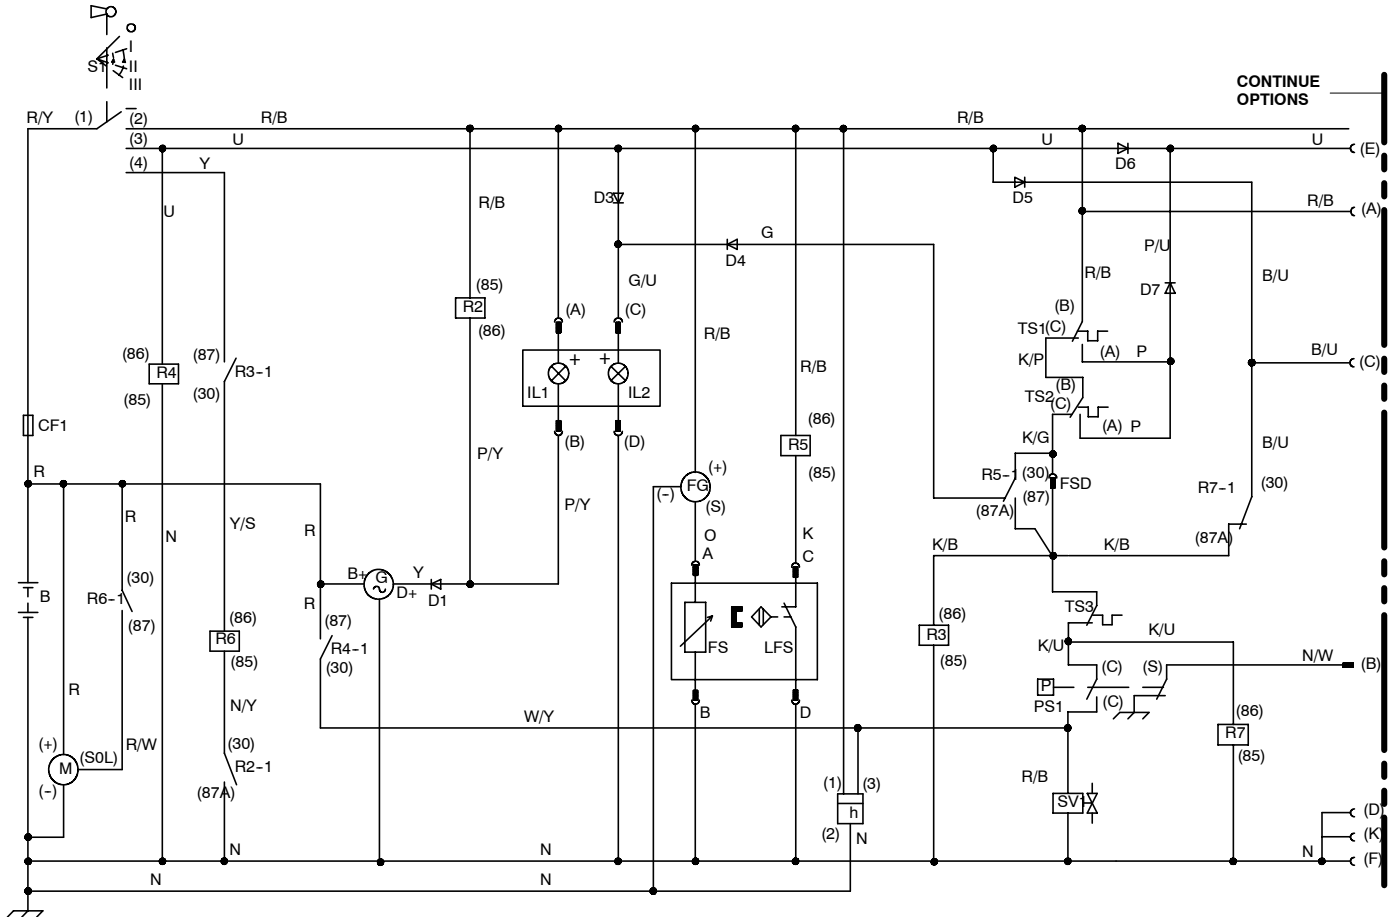 I
S1
II
III
CONTINUE
OPTIONS
R/Y
(1)
(2)
R/B
R/B
(3)
U
U
U
(E)
(4)
Y
D6
D5
R/B
(A)
U
R/B
D3
G
D4
P/U
G/U
R/B
D7
B/U
(85)
R2
(86)
(A)
(C)
R/B
(B)
TS1
(C)
(A)
P
B/U
(C)
(86)
R4
(85)
(87)
R3-1
(30)
+
+
IL1
IL2
R/B
K/P
(B)
TS2
(C)
(A)
P
CF1
(B)
(D)
(86)
R5
(85)
K/G
B/U
R
P/Y
P/Y
(+)
FG
(-)
(S)
R5-1
(30)
(87)
FSD
(87A)
R7-1
(30)
(87A)
R
Y/S
R
N
O
A
K
C
K/B
K/B
B
(30)
R6-1
(87)
B+
G
D+
Y
D1
R
(87)
R4-1
(30)
(86)
R6
(85)
FS
LFS
(86)
R3
(85)
TS3
K/U
K/U
(C)
(S)
N/W
(B)
P
PS1
(C)
R
N/Y
B
D
W/Y
(86)
R7
(85)
(+)
M
(-)
(S0L)
R/W
(30)
R2-1
(87A)
R/B
(1)
(3)
h
(2)
N
SV1
(D)
(K)
N
N
N
(F)
N
N